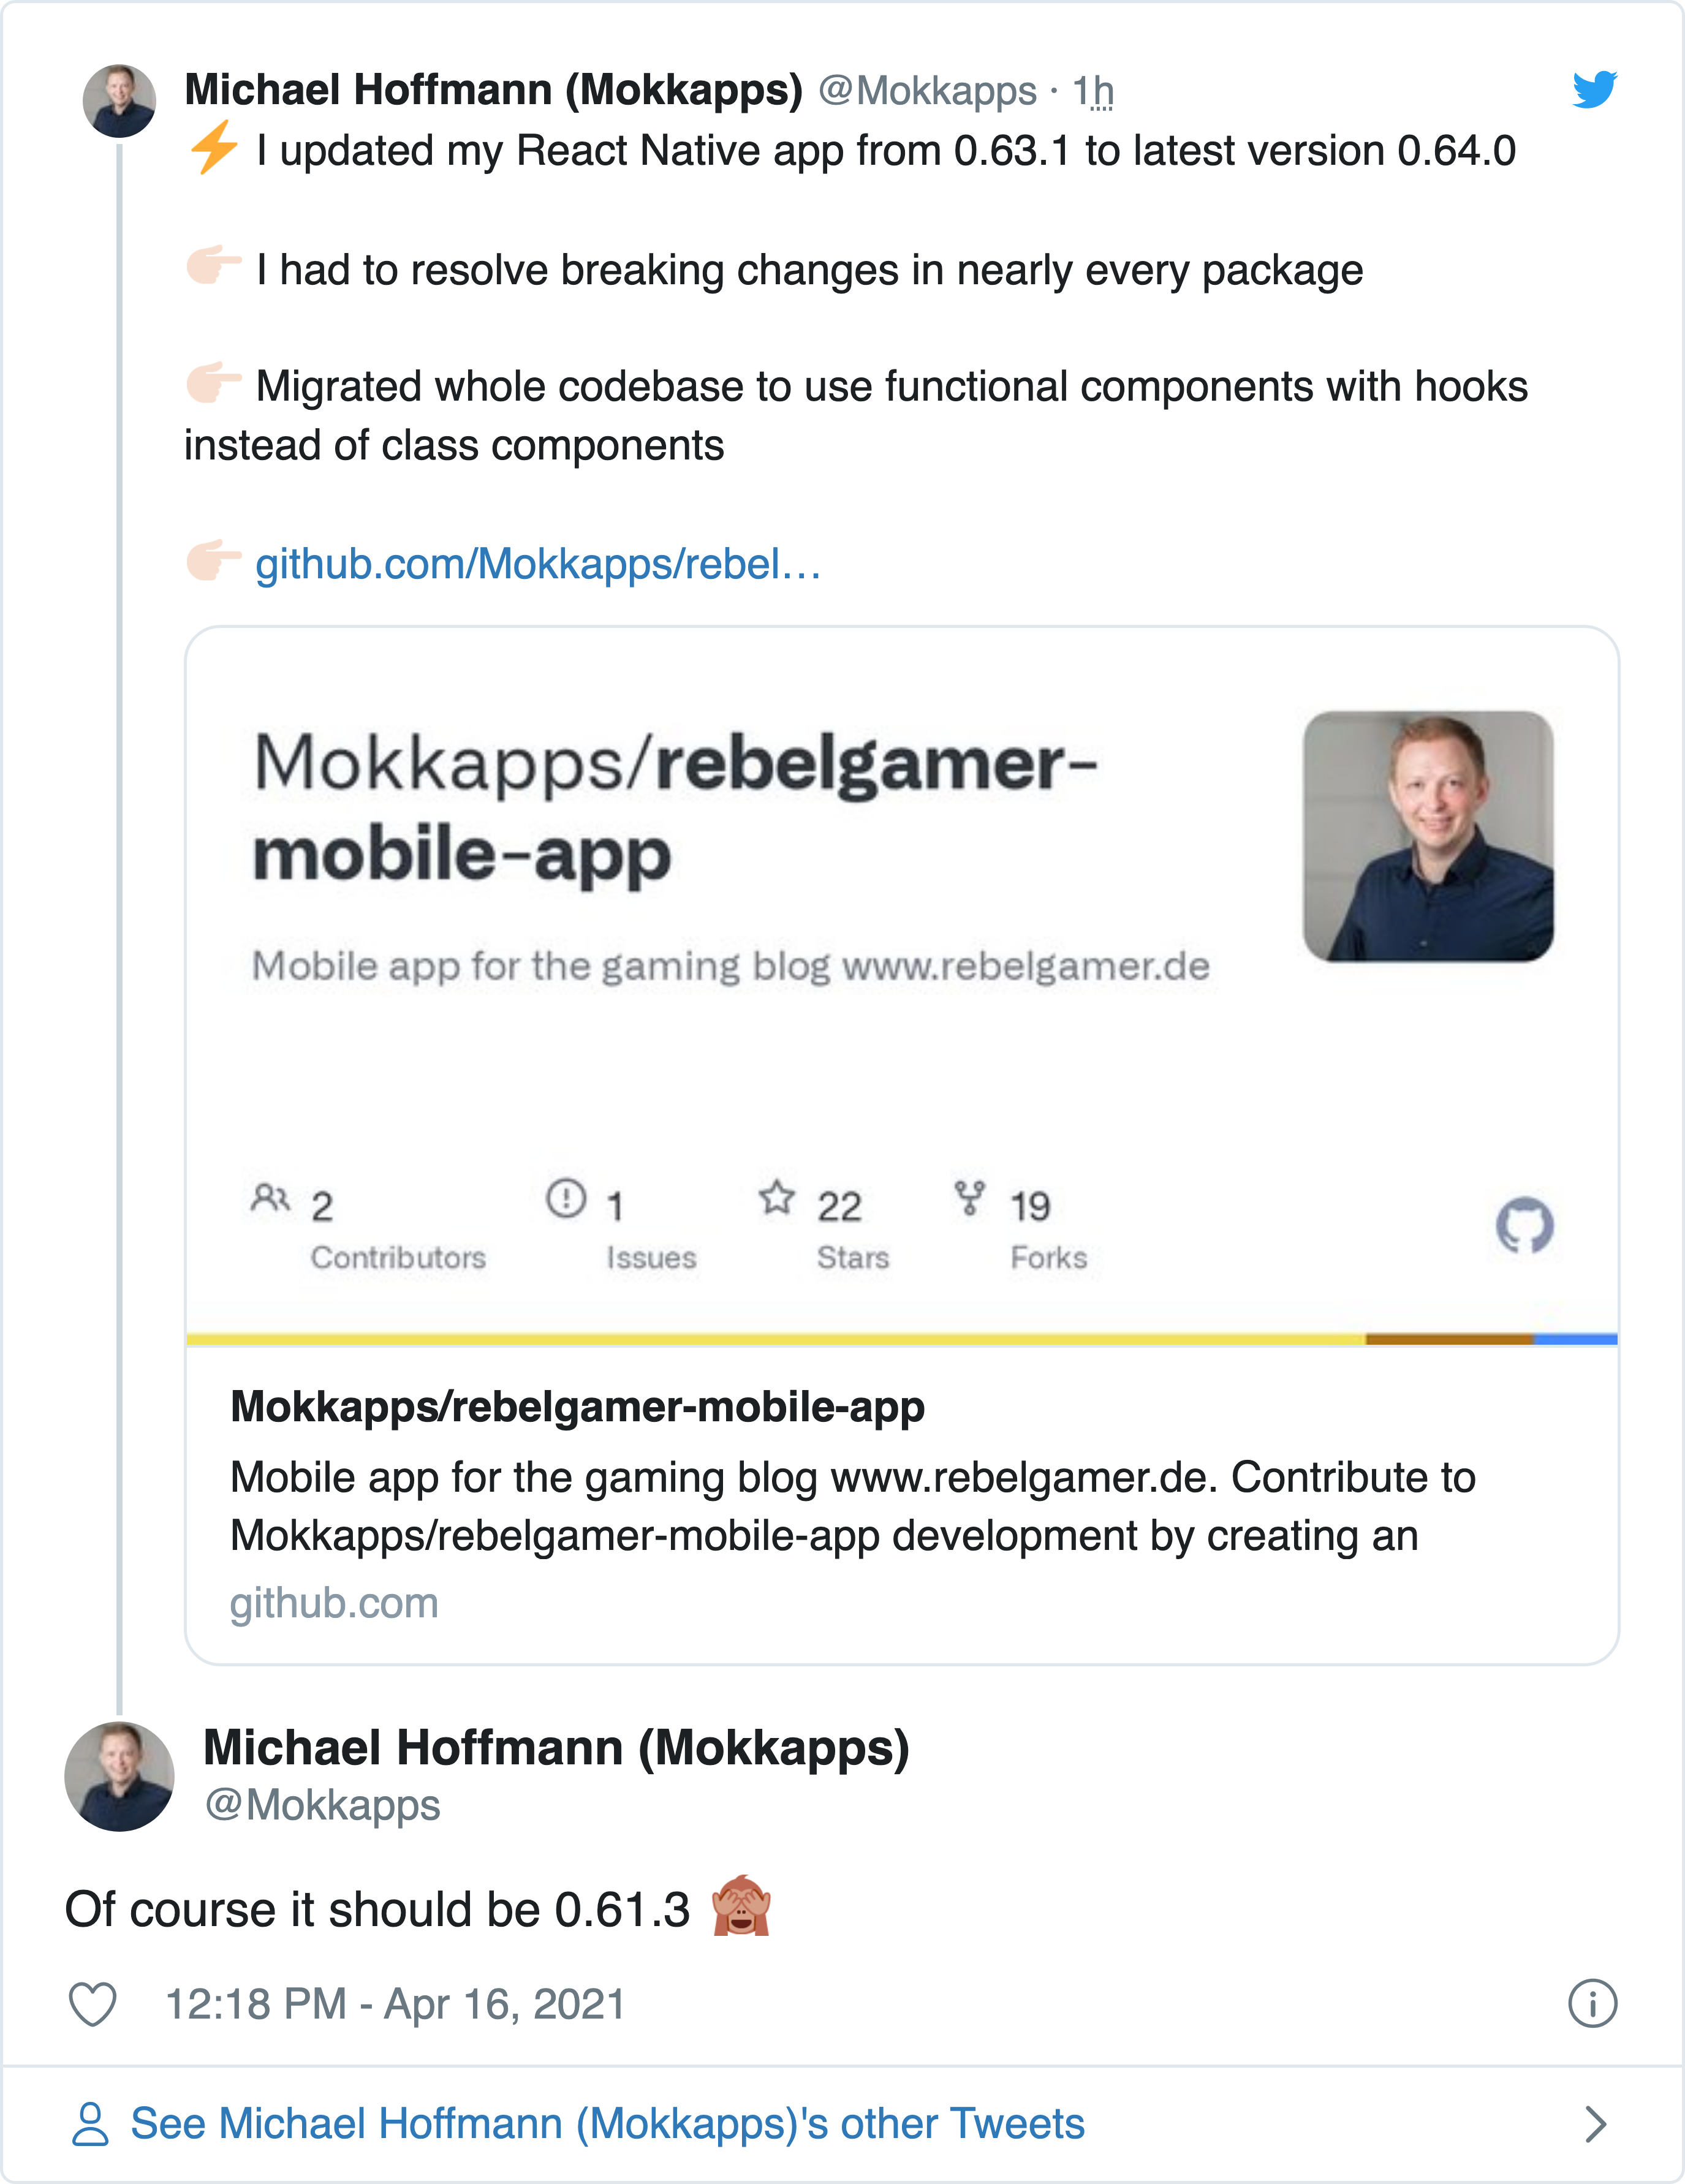 Michael Hoffmann (Mokkapps) @Mokkapps · 1h
⚡ I updated my React Native app from 0.63.1 to latest version 0.64.0
👉🏻 I had to resolve breaking changes in nearly every package
👉🏻 Migrated whole codebase to use functional components with hooks
instead of class components
👉🏻 github.com/Mokkapps/rebel…
Mokkapps/rebelgamer-
mobile-app
Mobile app for the gaming blog www.rebelgamer.de
2 1 22 19
Contributors Issues Stars Forks
Mokkapps/rebelgamer-mobile-app
Mobile app for the gaming blog www.rebelgamer.de. Contribute to
Mokkapps/rebelgamer-mobile-app development by creating an
github.com
Michael Hoffmann (Mokkapps)
@Mokkapps
Of course it should be 0.61.3 🙈
12:18 PM - Apr 16, 2021
See Michael Hoffmann (Mokkapps)'s other Tweets